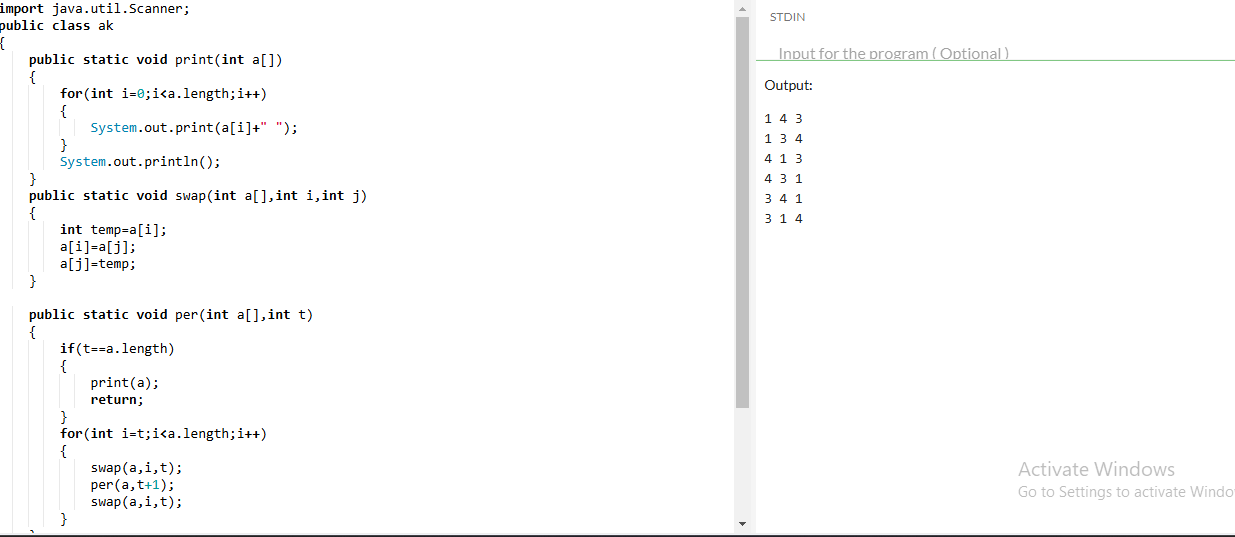 import java.util.Scanner;
public class ak
{
public static void print(int a[])
{
for(int i=0;i<a.length;i++)
{
System.out.print(a[i]+" ");
}
System.out.println();
}
public static void swap(int a[],int i,int j)
{
int temp=a[i];
a[i]=a[j];
a[j]=temp;
}
public static void per(int a[],int t)
{
if(t==a.length)
{
print(a);
return;
}
for(int i=t;i<a.length;i++)
{
swap(a,i,t);
per(a,t+1);
swap(a,i,t);
}
STDIN
Input for the program ( Optional )
Output:
1 4 3
1 3 4
4 1 3
4 3 1
3 4 1
3 1 4
Activate Windows
Go to Settings to activate Windo